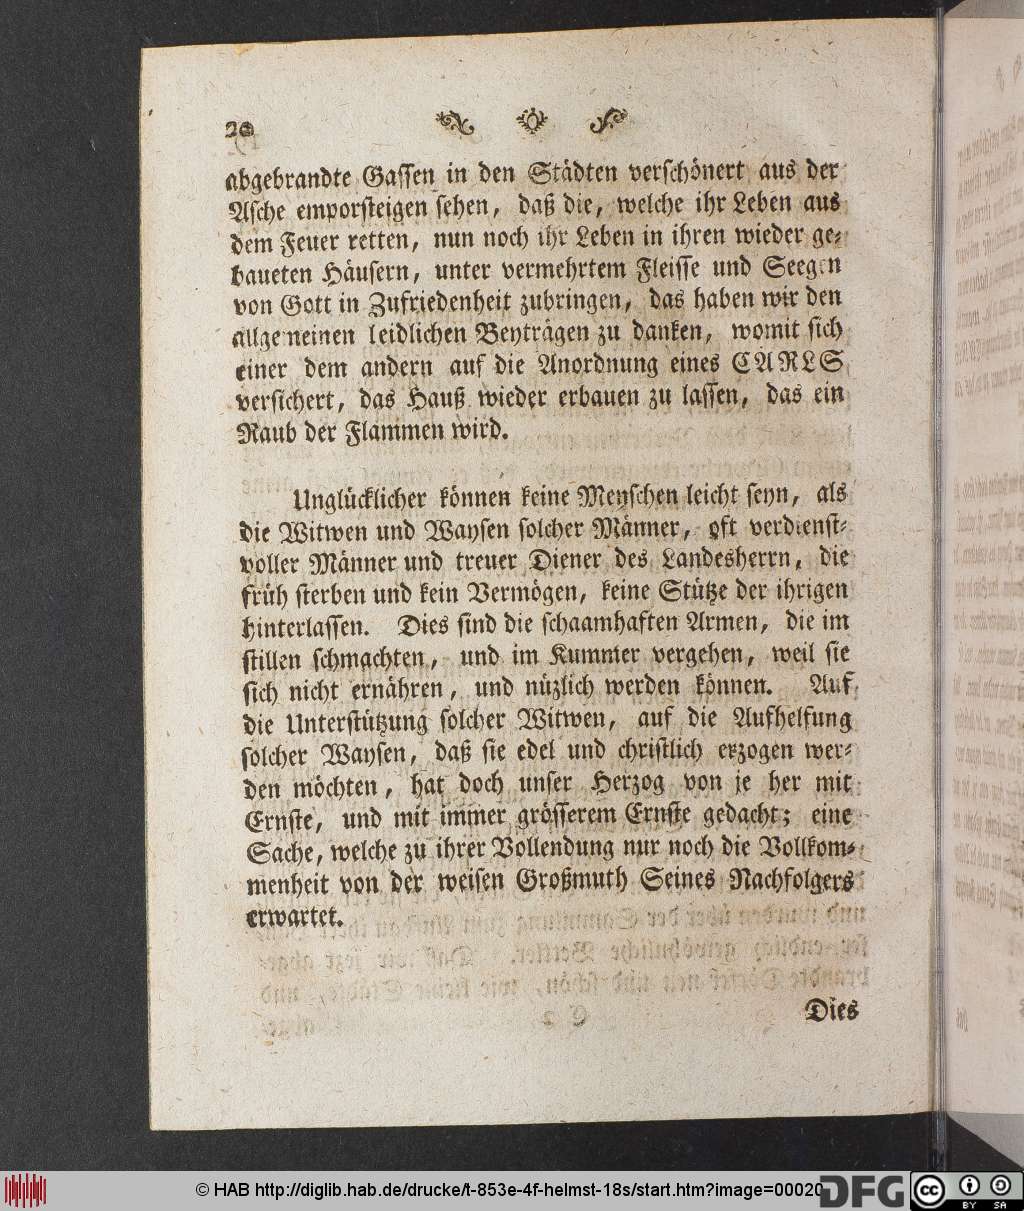 20
abgebrandte Gassen in den Städten verschönert aus der
Asche emporsteigen sehen, daß die, welche ihr Leben aus
dem Feuer retten, nun noch ihr Leben in ihren wieder ge-
baueten Häusern, unter vermehrtem Fleisse und Seegen
von Gott in Zufriedenheit zubringen, das haben wir den
allgemeinen leidlichen Beyträgen zu danken, womit sich
einer dem andern auf die Anordnung eines CARLS
versichert, das Hauß wieder erbauen zu lassen, das ein
Raub der Flammen wird.
Unglücklicher können keine Menschen leicht seyn, als
die Witwen und Waysen solcher Männer, oft verdienst-
voller Männer und treuer Diener des Landesherrn, die
früh sterben und kein Vermögen, keine Stütze der ihrigen
hinterlassen. Dies sind die schaamhaften Armen, die im
stillen schmachten, und im Kummer vergehen, weil sie
sich nicht ernähren, und nüzlich werden können. Auf
die Unterstützung solcher Witwen, auf die Aufhelfung
solcher Waysen, daß sie edel und christlich erzogen wer-
den möchten, hat doch unser Herzog von je her mit
Ernste, und mit immer grösserem Ernste gedacht; eine
Sache, welche zu ihrer Vollendung nur noch die Vollkom-
menheit von der weisen Großmuth Seines Nachfolgers
erwartet.
Dies
© HAB http://diglib.hab.de/drucke/t-853e-4f-helmst-18s/start.htm?image=00020
DFG
cc BY SA